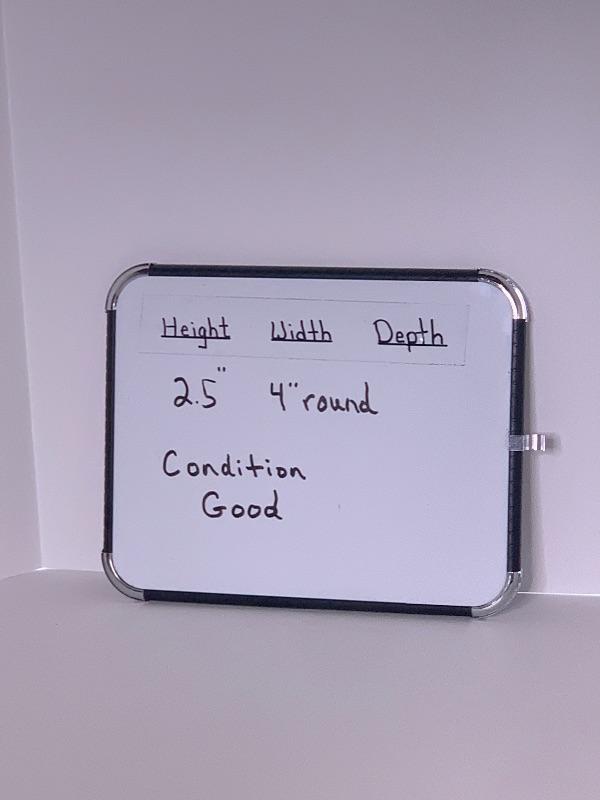 Height Width Depth
2.5" 4" round
Condition
Good